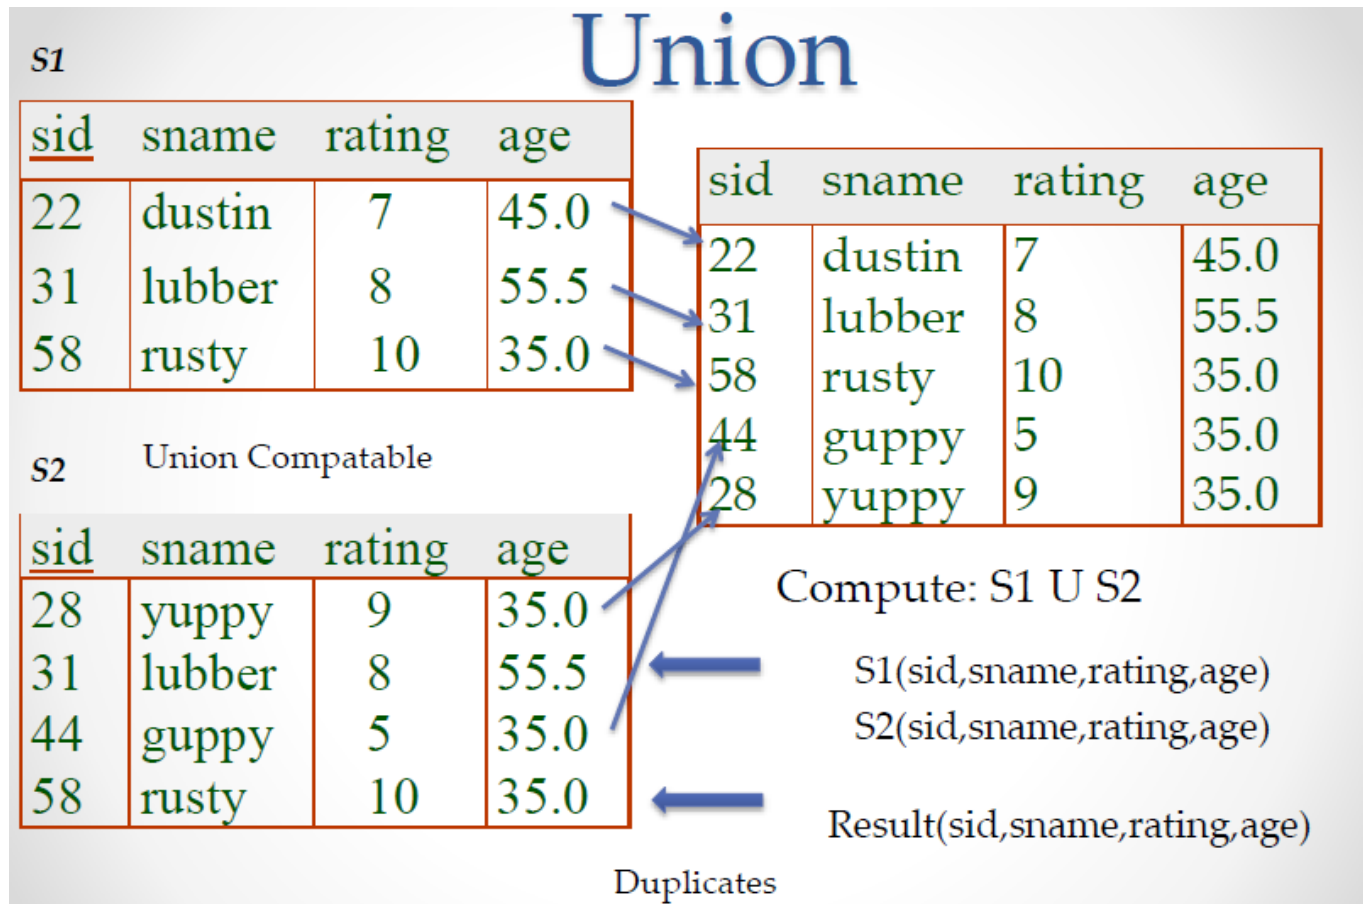 Union
S1
sid sname rating age
22 dustin 7 45.0
31 lubber 8 55.5
58 rusty 10 35.0
sid sname rating age
22 dustin 7 45.0
31 lubber 8 55.5
58 rusty 10 35.0
44 guppy 5 35.0
28 yuppy 9 35.0
Union Compatable
S2
sid sname rating age
28 yuppy 9 35.0
31 lubber 8 55.5
44 guppy 5 35.0
58 rusty 10 35.0
Compute: S1 U S2
S1(sid,sname,rating,age)
S2(sid,sname,rating,age)
Result(sid,sname,rating,age)
Duplicates